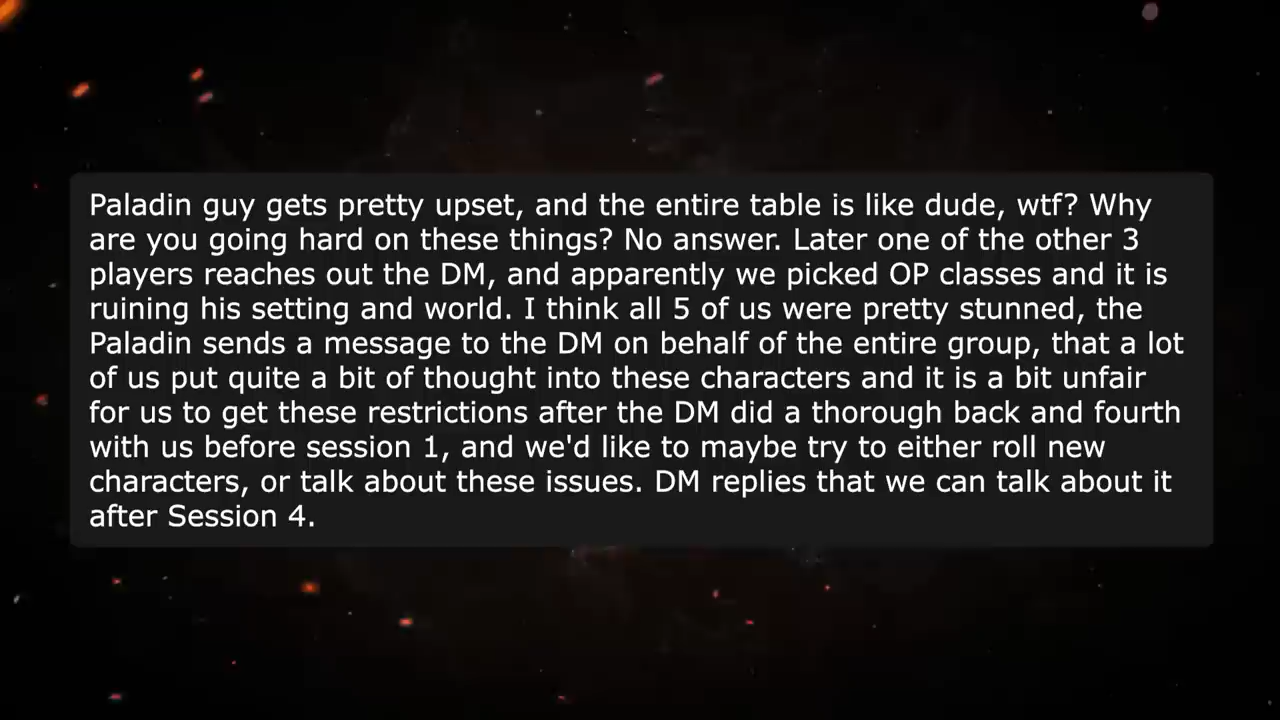 Paladin guy gets pretty upset, and the entire table is like dude, wtf? Why
are you going hard on these things? No answer. Later one of the other 3
players reaches out the DM, and apparently we picked OP classes and it is
ruining his setting and world. I think all 5 of us were pretty stunned, the
Paladin sends a message to the DM on behalf of the entire group, that a lot
of us put quite a bit of thought into these characters and it is a bit unfair
for us to get these restrictions after the DM did a thorough back and fourth
with us before session 1, and we'd like to maybe try to either roll new
characters, or talk about these issues. DM replies that we can talk about it
after Session 4.